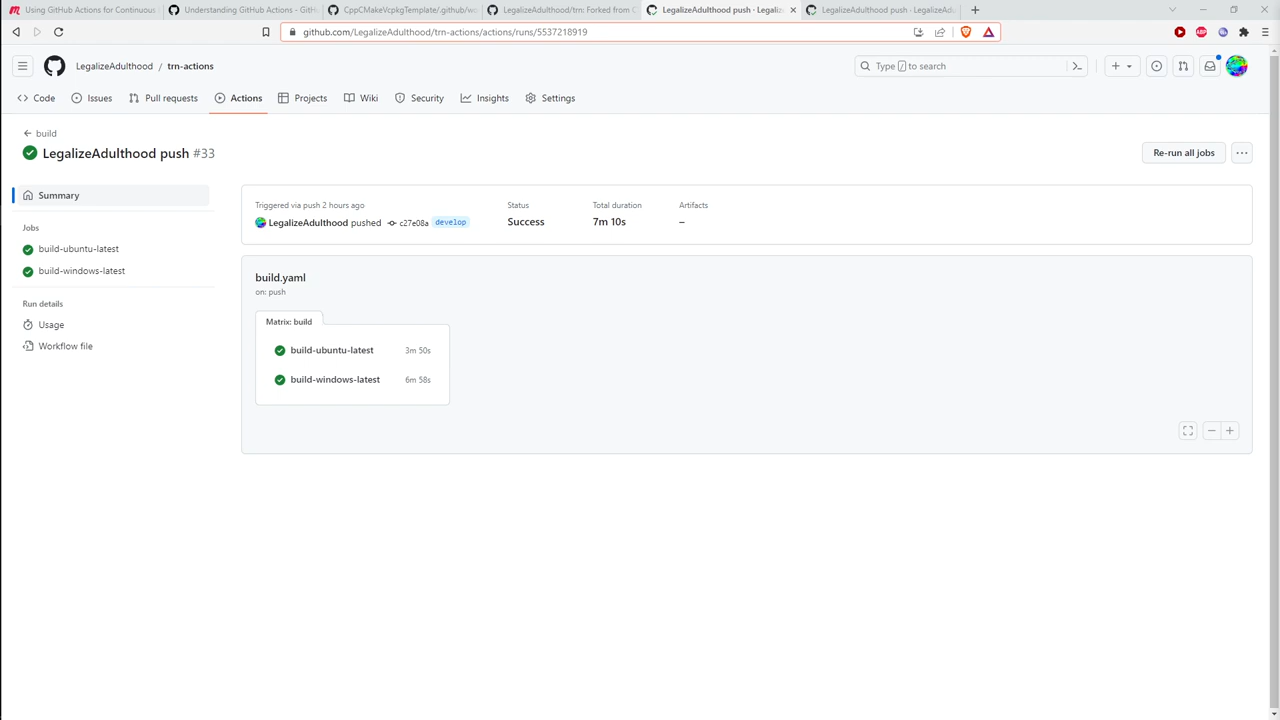 Using GitHub Actions for Continuous
Understanding GitHub Actions - GitH
CppCMakeVcpkgTemplate/.github/wo
LegalizeAdulthood/trn: Forked from C
LegalizeAdulthood push · Legaliz
LegalizeAdulthood push · LegalizeAd
github.com/LegalizeAdulthood/trn-actions/actions/runs/5537218919
LegalizeAdulthood / trn-actions
Type / to search
Code
Issues
Pull requests
Actions
Projects
Wiki
Security
Insights
Settings
build
LegalizeAdulthood push #33
Re-run all jobs
Summary
Jobs
build-ubuntu-latest
build-windows-latest
Run details
Usage
Workflow file
Triggered via push 2 hours ago
LegalizeAdulthood pushed c27e08a develop
Status
Success
Total duration
7m 10s
Artifacts
–
build.yaml
on: push
Matrix: build
build-ubuntu-latest 3m 50s
build-windows-latest 6m 58s